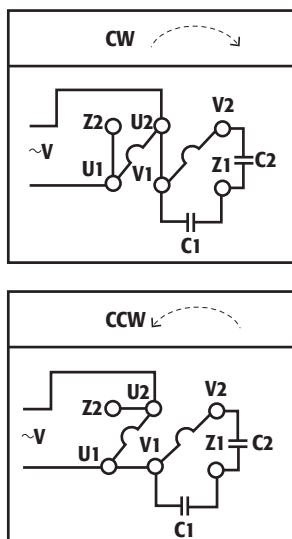 CW
V2
Z2 U2
~V Z1 C2
U1 V1
C1
CCW
V2
U2
Z2
~V V1 Z1 C2
U1
C1